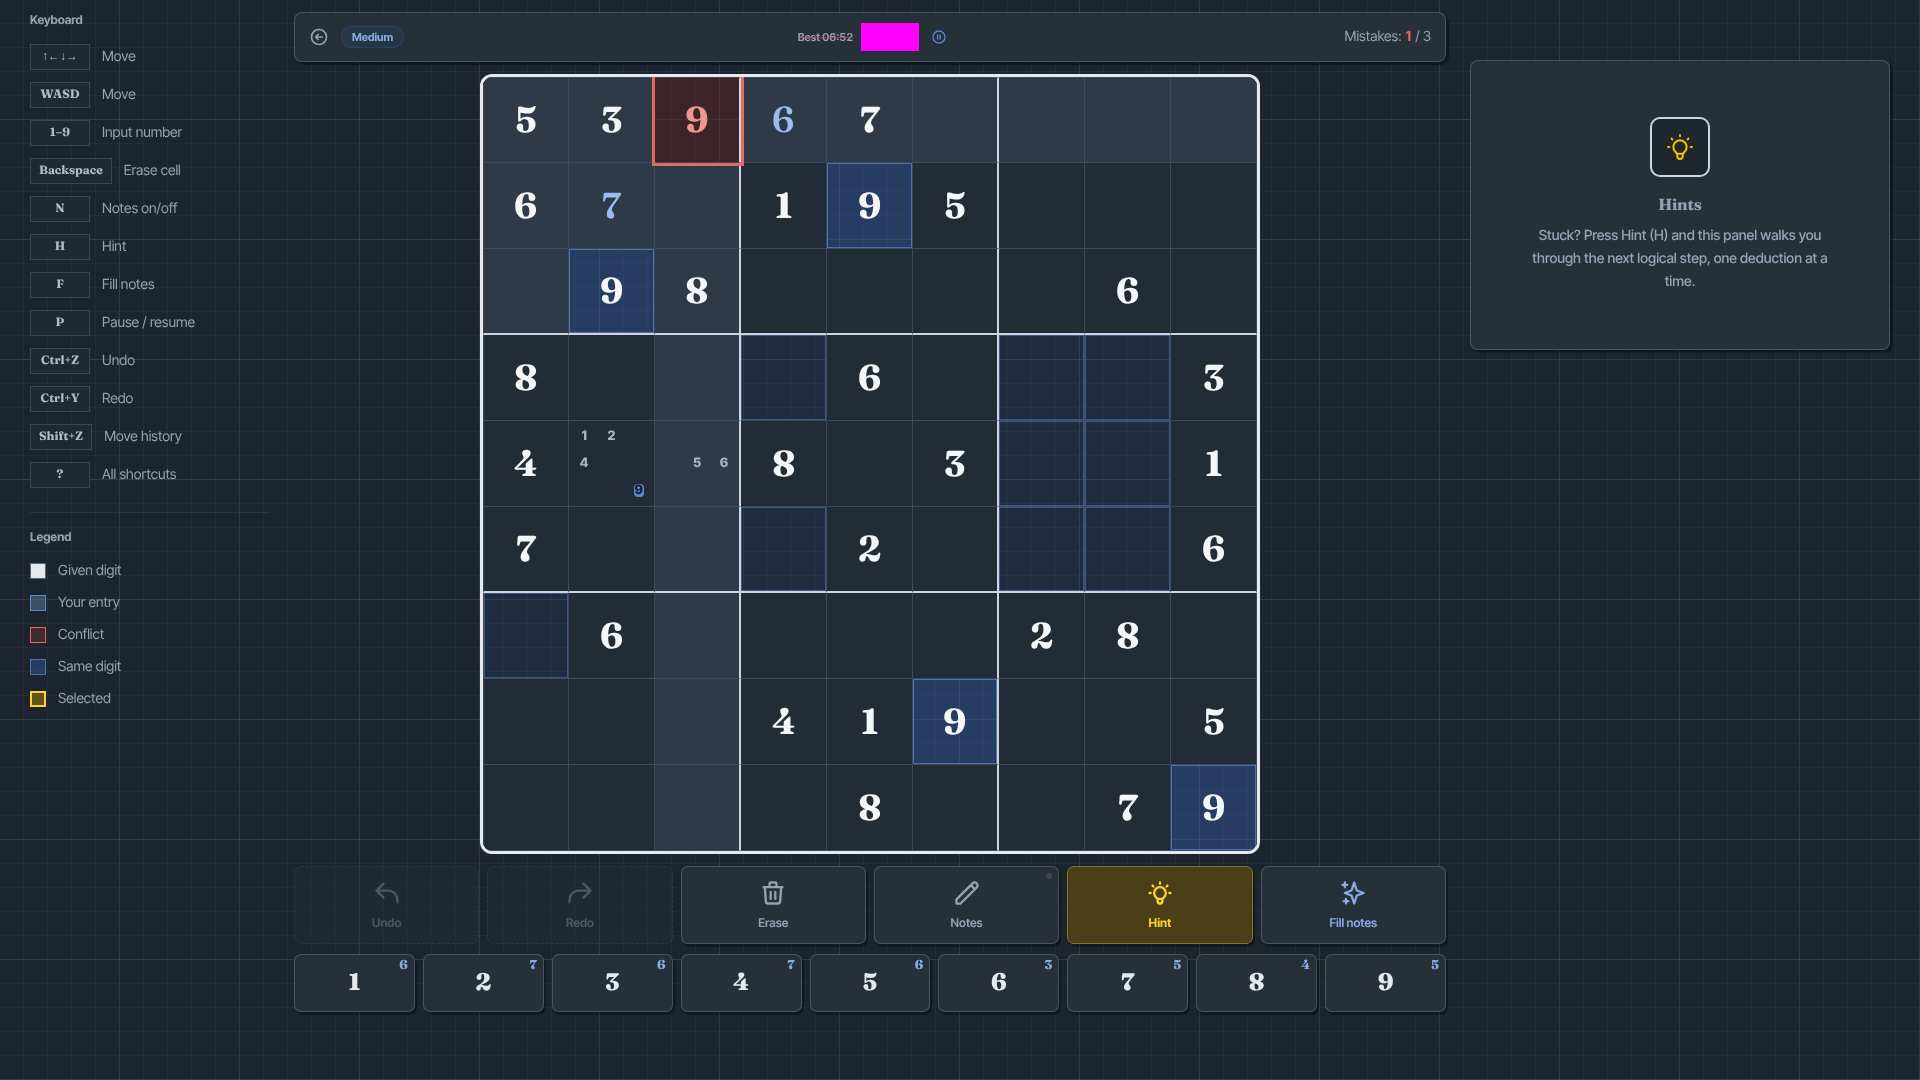 Keyboard
↑←↓→ Move
WASD Move
1–9 Input number
Backspace Erase cell
N Notes on/off
H Hint
F Fill notes
P Pause / resume
Ctrl+Z Undo
Ctrl+Y Redo
Shift+Z Move history
? All shortcuts
Legend
Given digit
Your entry
Conflict
Same digit
Selected
Medium Best 06:52 Mistakes: 1 / 3
5 3 9 6 7
6 7 1 9 5
9 8 6
8 6 3
4 1 2 4 9 5 6 8 3 1
7 2 6
6 2 8
4 1 9 5
8 7 9
Undo Redo Erase Notes Hint Fill notes
1 6 2 7 3 6 4 7 5 6 6 3 7 5 8 4 9 5
Hints
Stuck? Press Hint (H) and this panel walks you
through the next logical step, one deduction at a
time.